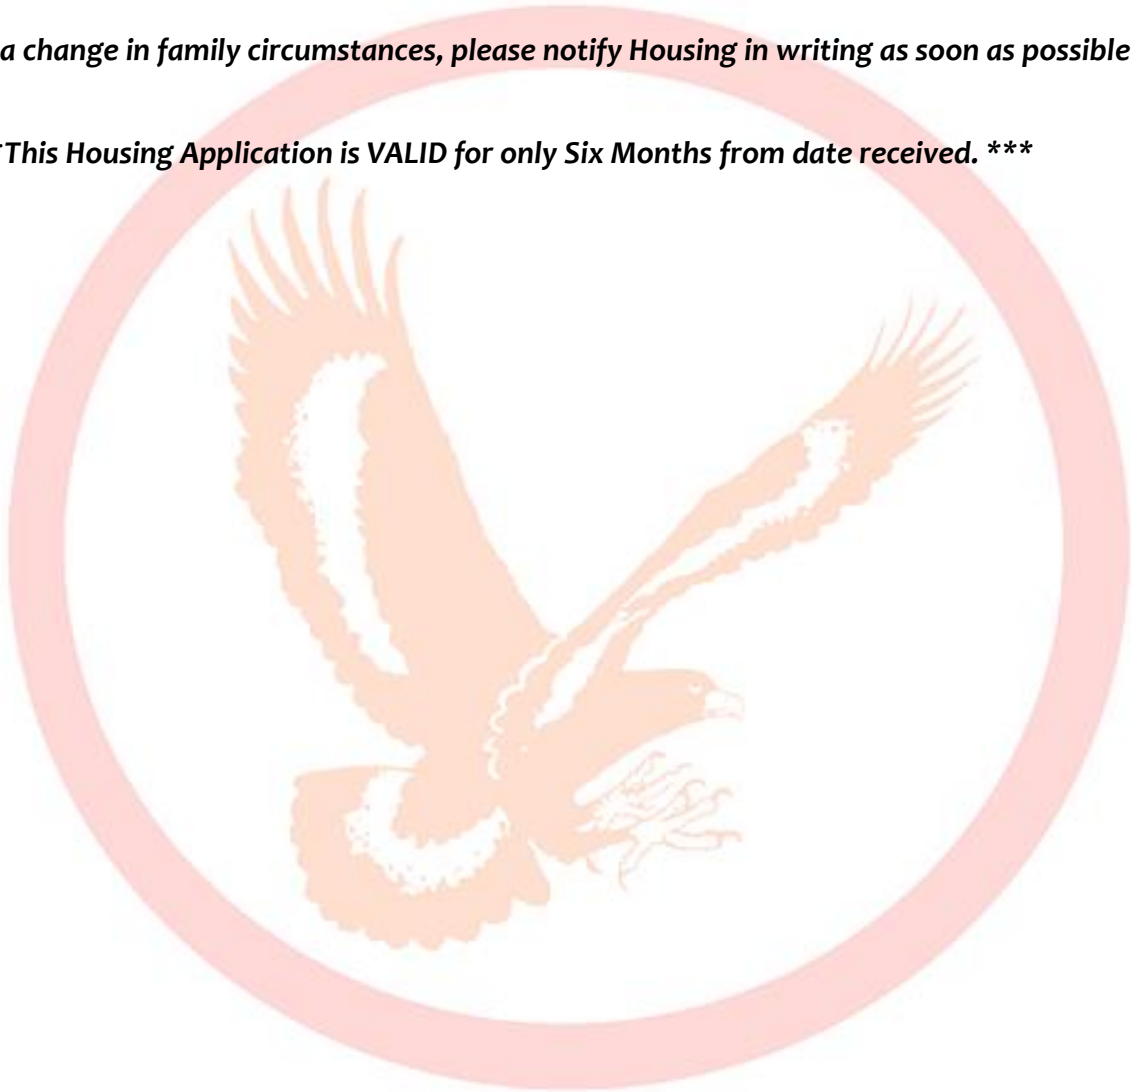 a change in family circumstances, please notify Housing in writing as soon as possible
This Housing Application is VALID for only Six Months from date received. ***